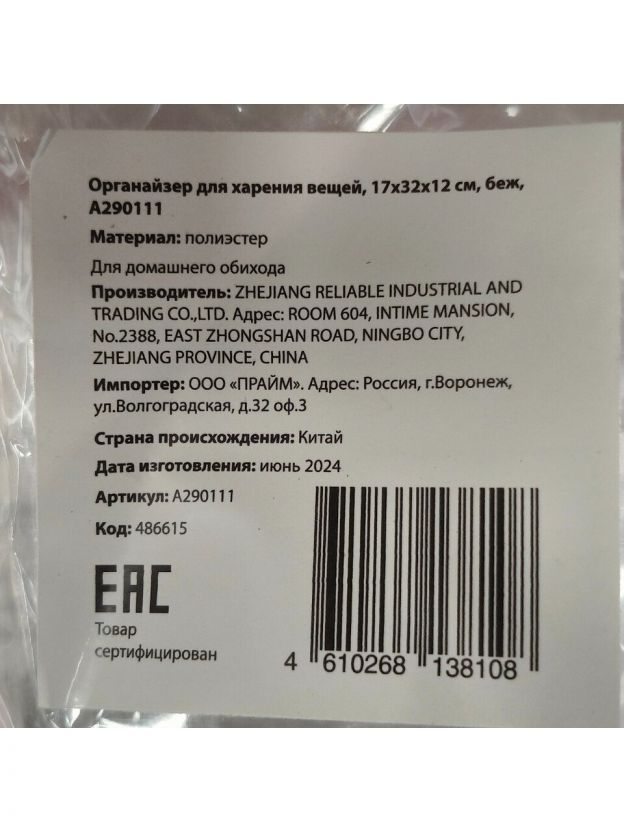 Органайзер для харения вещей, 17х32х12 см, беж,
А290111
Материал: полиэстер
Для домашнего обихода
Производитель: ZHEJIANG RELIABLE INDUSTRIAL AND
TRADING CO.,LTD. Адрес: ROOM 604, INTIME MANSION,
No.2388, EAST ZHONGSHAN ROAD, NINGBO CITY,
ZHEJIANG PROVINCE, CHINA
Импортер: ООО «ПРАЙМ». Адрес: Россия, г.Воронеж,
ул.Волгоградская, д.32 оф.3
Страна происхождения: Китай
Дата изготовления: июнь 2024
Артикул: А290111
Код: 486615
EAC
Товар
сертифицирован
4 610268 138108